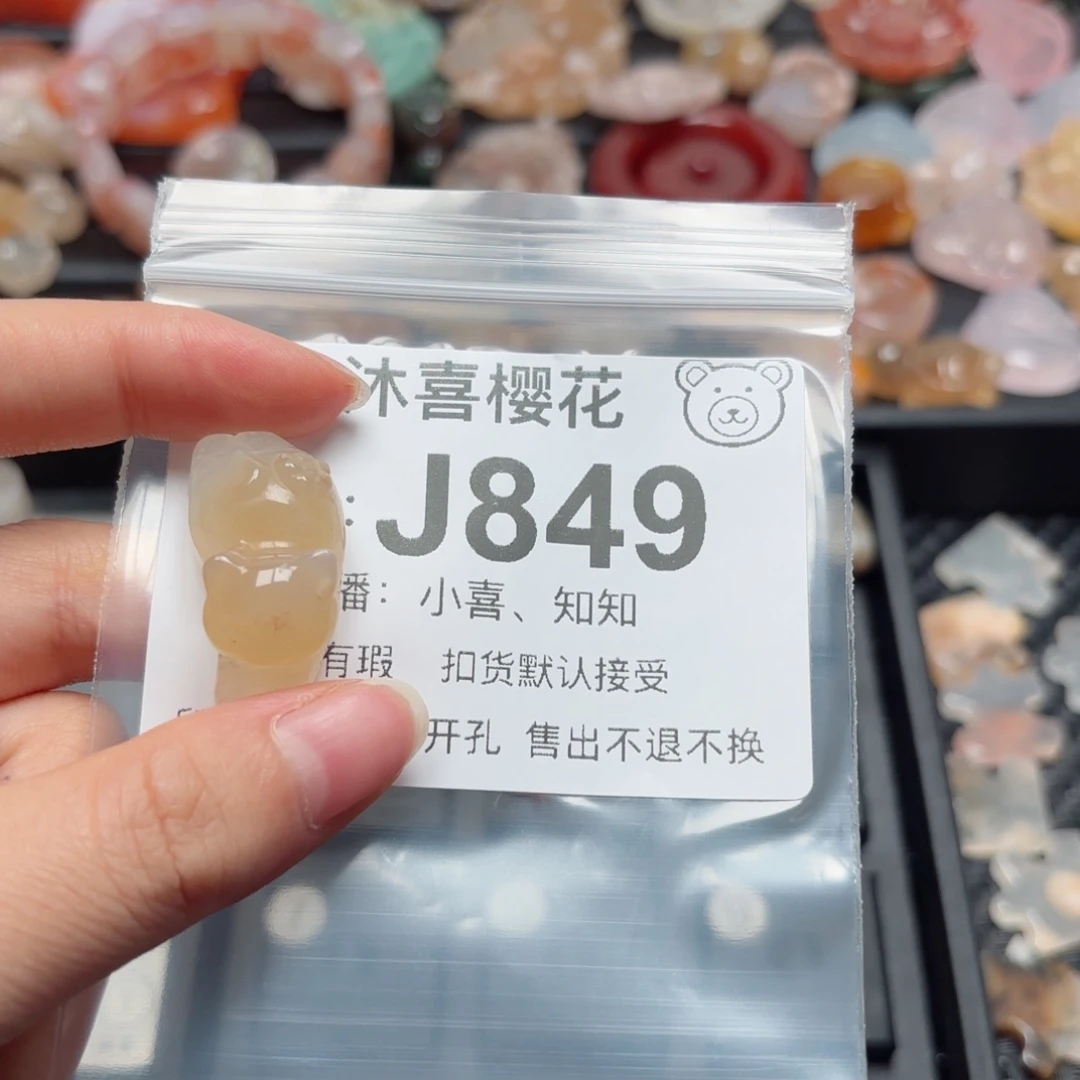 沐喜樱花
: J849
播： 小喜、知知
有瑕 扣货默认接受
开孔 售出不退不换